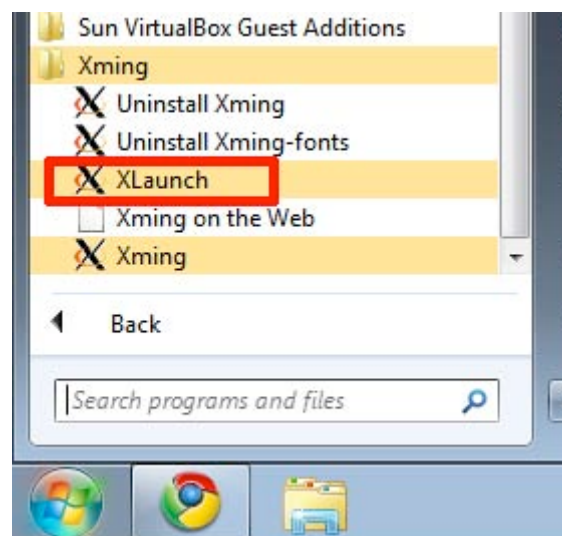 Sun VirtualBox Guest Additions
Xming
Uninstall Xming
Uninstall Xming-fonts
XLaunch
Xming on the Web
Xming
Back
Search programs and files